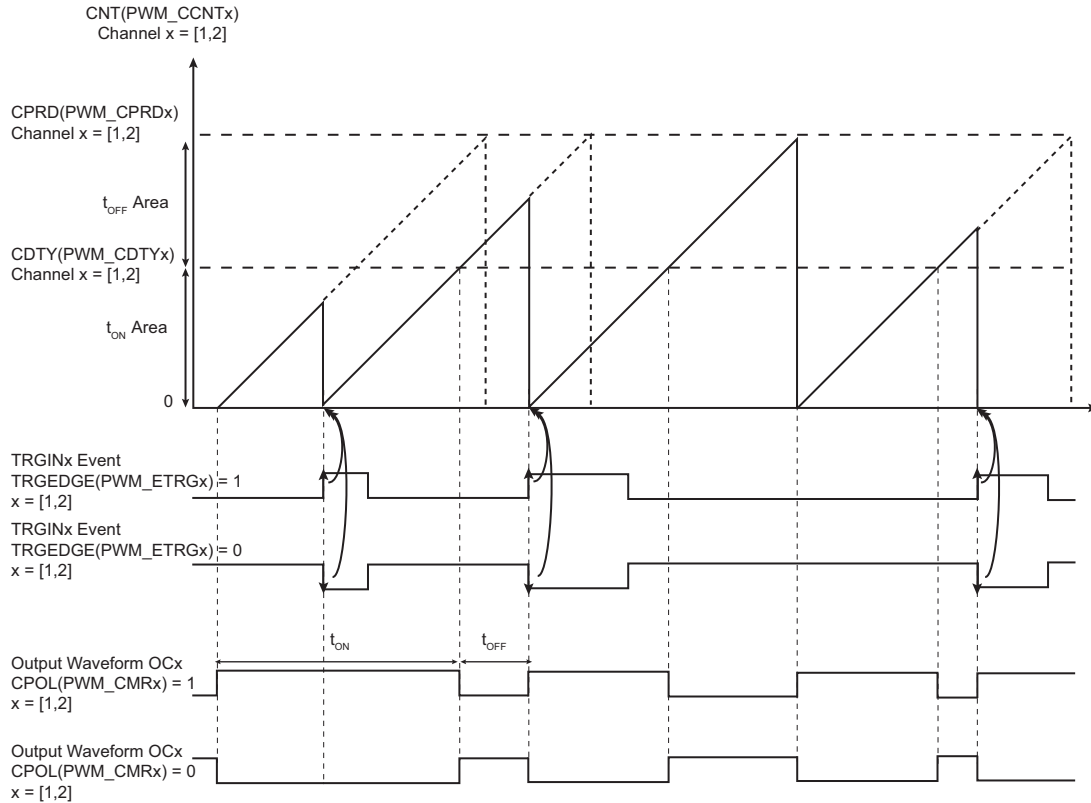 CNT(PWM_CCNTx)
Channel x = [1,2]
CPRD(PWM_CPRDx)
Channel x = [1,2]
tOFF Area
CDTY(PWM_CDTYx)
Channel x = [1,2]
tON Area
0
TRGINx Event
TRGEDGE(PWM_ETRGx) = 1
x = [1,2]
TRGINx Event
TRGEDGE(PWM_ETRGx) = 0
x = [1,2]
tON
tOFF
Output Waveform OCx
CPOL(PWM_CMRx) = 1
x = [1,2]
Output Waveform OCx
CPOL(PWM_CMRx) = 0
x = [1,2]